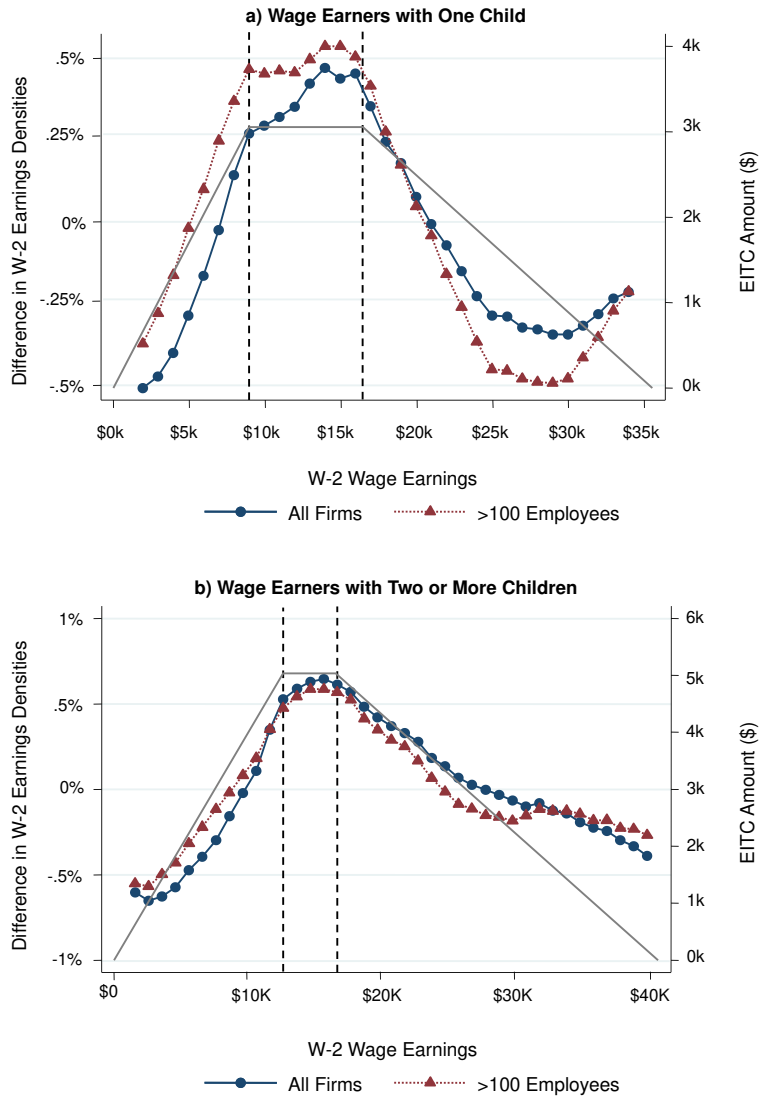 a) Wage Earners with One Child
Difference in W-2 Earnings Densities
.5%
.25%
0%
-.25%
-.5%
4k
3k
2k
1k
0k
EITC Amount ($)
$0k $5k $10k $15k $20k $25k $30k $35k
W-2 Wage Earnings
All Firms >100 Employees
b) Wage Earners with Two or More Children
Difference in W-2 Earnings Densities
1%
.5%
0%
-.5%
-1%
6k
5k
4k
3k
2k
1k
0k
EITC Amount ($)
$0 $10K $20K $30K $40K
W-2 Wage Earnings
All Firms >100 Employees